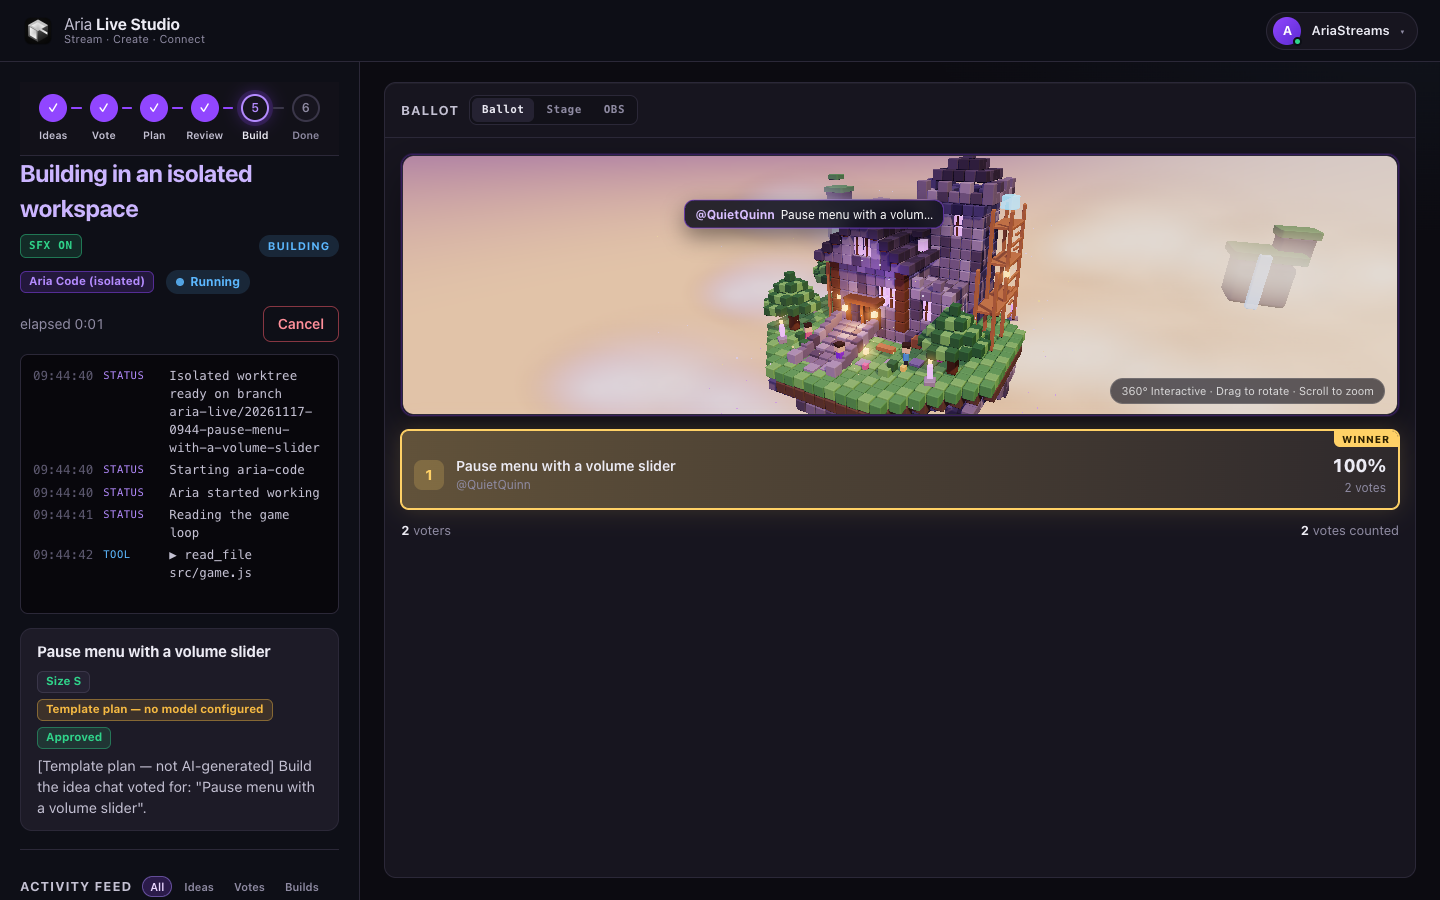 Aria Live Studio
Stream · Create · Connect
A
AriaStreams
5
6
Ideas
Vote
Plan
Review
Build
Done
Building in an isolated
workspace
SFX ON
BUILDING
Aria Code (isolated)
Running
elapsed 0:01
Cancel
09:44:40 STATUS Isolated worktree
ready on branch
aria-live/20261117-
0944-pause-menu-
with-a-volume-slider
09:44:40 STATUS Starting aria-code
09:44:40 STATUS Aria started working
09:44:41 STATUS Reading the game
loop
09:44:42 TOOL ▶ read_file
src/game.js
Pause menu with a volume slider
Size S
Template plan — no model configured
Approved
[Template plan — not AI-generated] Build
the idea chat voted for: "Pause menu with
a volume slider".
ACTIVITY FEED
All
Ideas
Votes
Builds
BALLOT
Ballot
Stage
OBS
@QuietQuinn Pause menu with a volum...
360° Interactive · Drag to rotate · Scroll to zoom
WINNER
1
Pause menu with a volume slider
@QuietQuinn
100%
2 votes
2 voters
2 votes counted